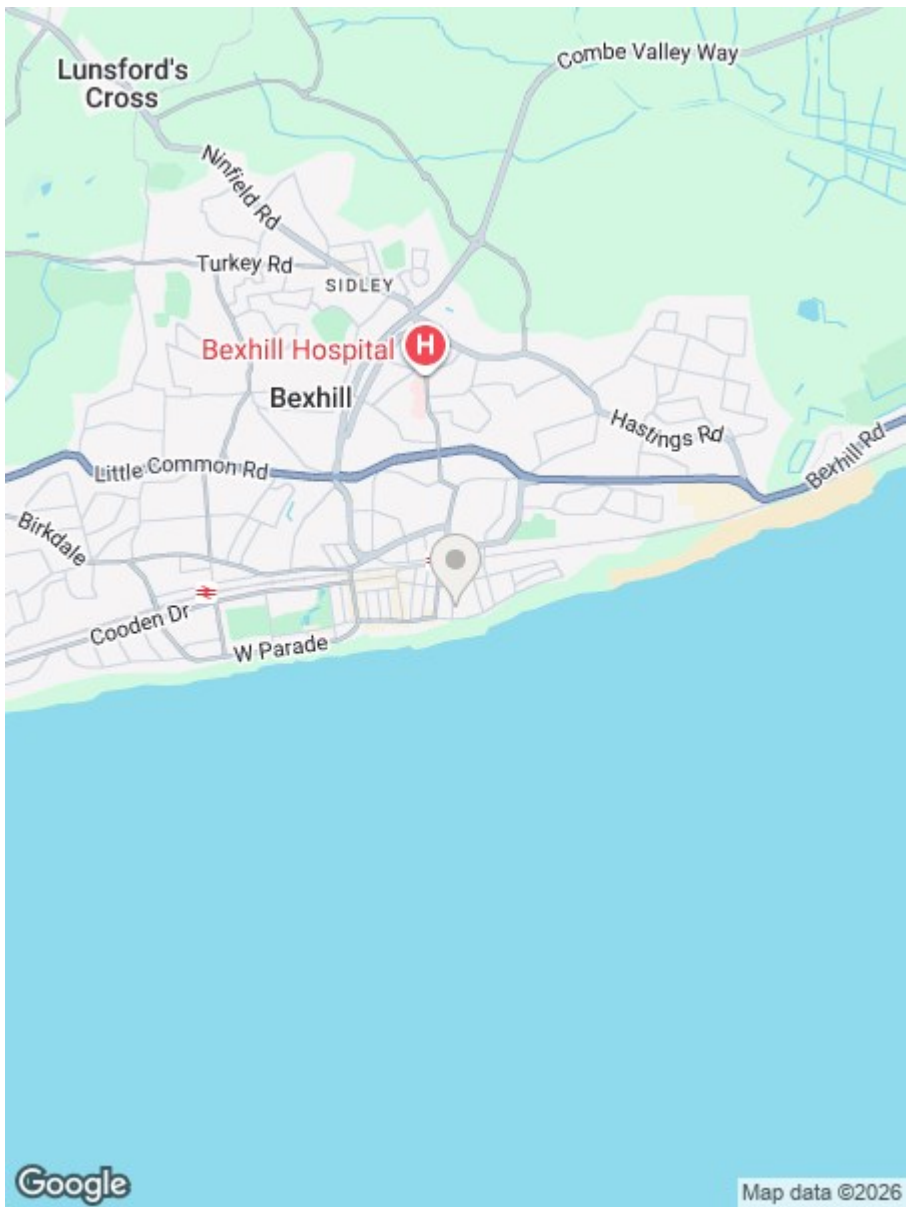 Combe Valley Way
Lunsford's
Cross
Ninfield Rd
Turkey Rd
SIDLEY
Bexhill Hospital
H
Bexhill
Hastings Rd
Bexhill Rd
Little Common Rd
Birkdale
Cooden Dr
W Parade
Google
Map data ©2026